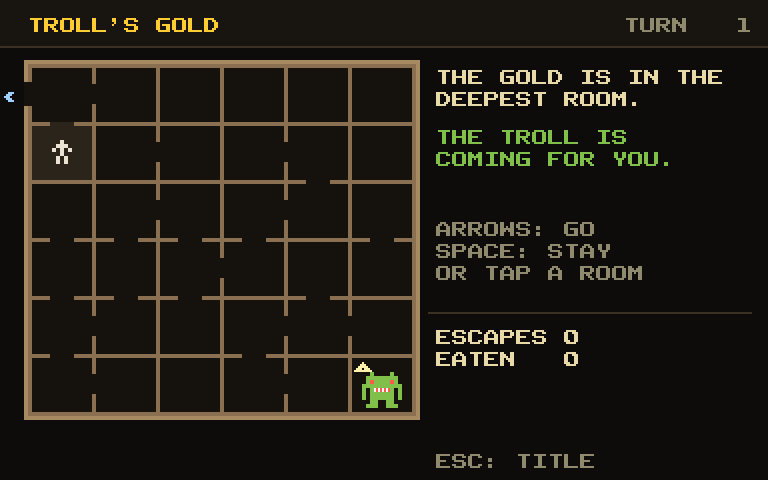 TROLL'S GOLD
TURN 1
THE GOLD IS IN THE
DEEPEST ROOM.
THE TROLL IS
COMING FOR YOU.
ARROWS: GO
SPACE: STAY
OR TAP A ROOM
ESCAPES 0
EATEN 0
ESC: TITLE